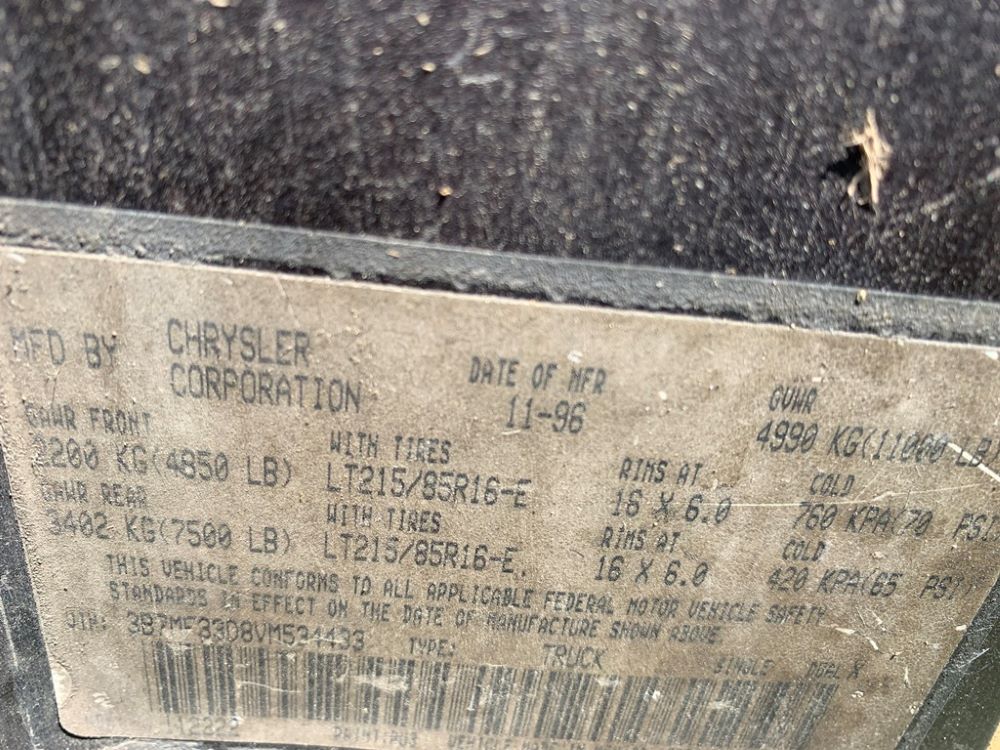 MFD BY CHRYSLER CORPORATION
DATE OF MFR 11-96
GVWR 4990 KG(11000 LB)
GAWR FRONT WITH TIRES RIMS AT COLD
2200 KG(4850 LB) LT215/85R16-E 16 X 6.0 KPA(70 PSI)
GAWR REAR WITH TIRES RIMS AT COLD
3402 KG(7500 LB) LT215/85R16-E. 16 X 6.0 KPA(65 PSI)
THIS VEHICLE CONFORMS TO ALL APPLICABLE FEDERAL MOTOR VEHICLE SAFETY
STANDARDS IN EFFECT ON THE DATE OF MANUFACTURE SHOWN ABOVE
VIN: 3B7MF33D8VM534433 TYPE: TRUCK SINGLE DUAL X
PAINT: VEHICLE MADE IN